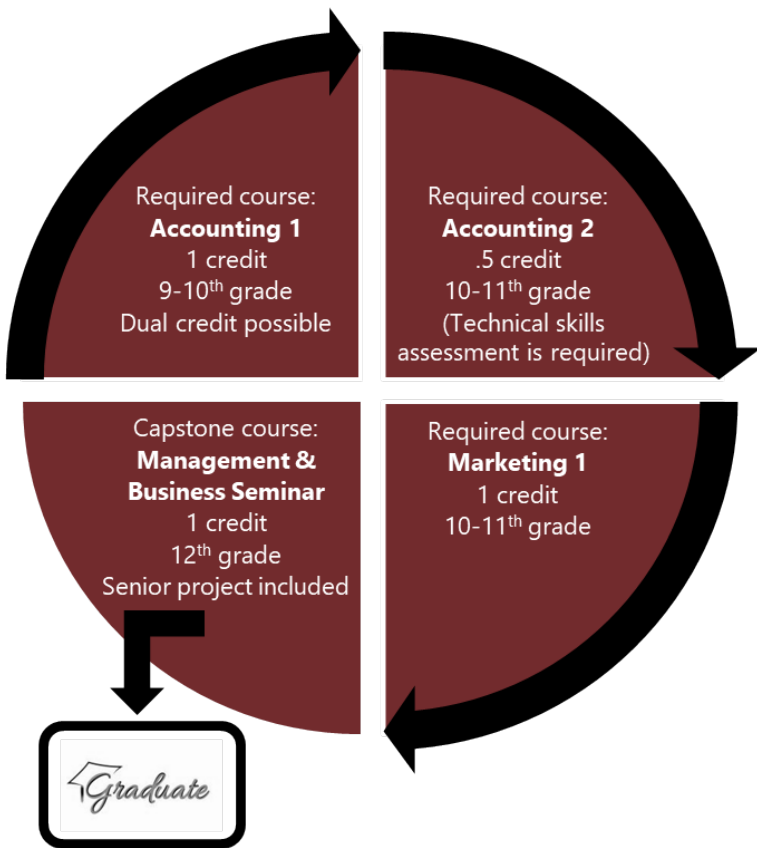 Required course:
Accounting 1
1 credit
9-10th grade
Dual credit possible
Required course:
Accounting 2
.5 credit
10-11th grade
(Technical skills
assessment is required)
Required course:
Marketing 1
1 credit
10-11th grade
Capstone course:
Management &
Business Seminar
1 credit
12th grade
Senior project included
Graduate